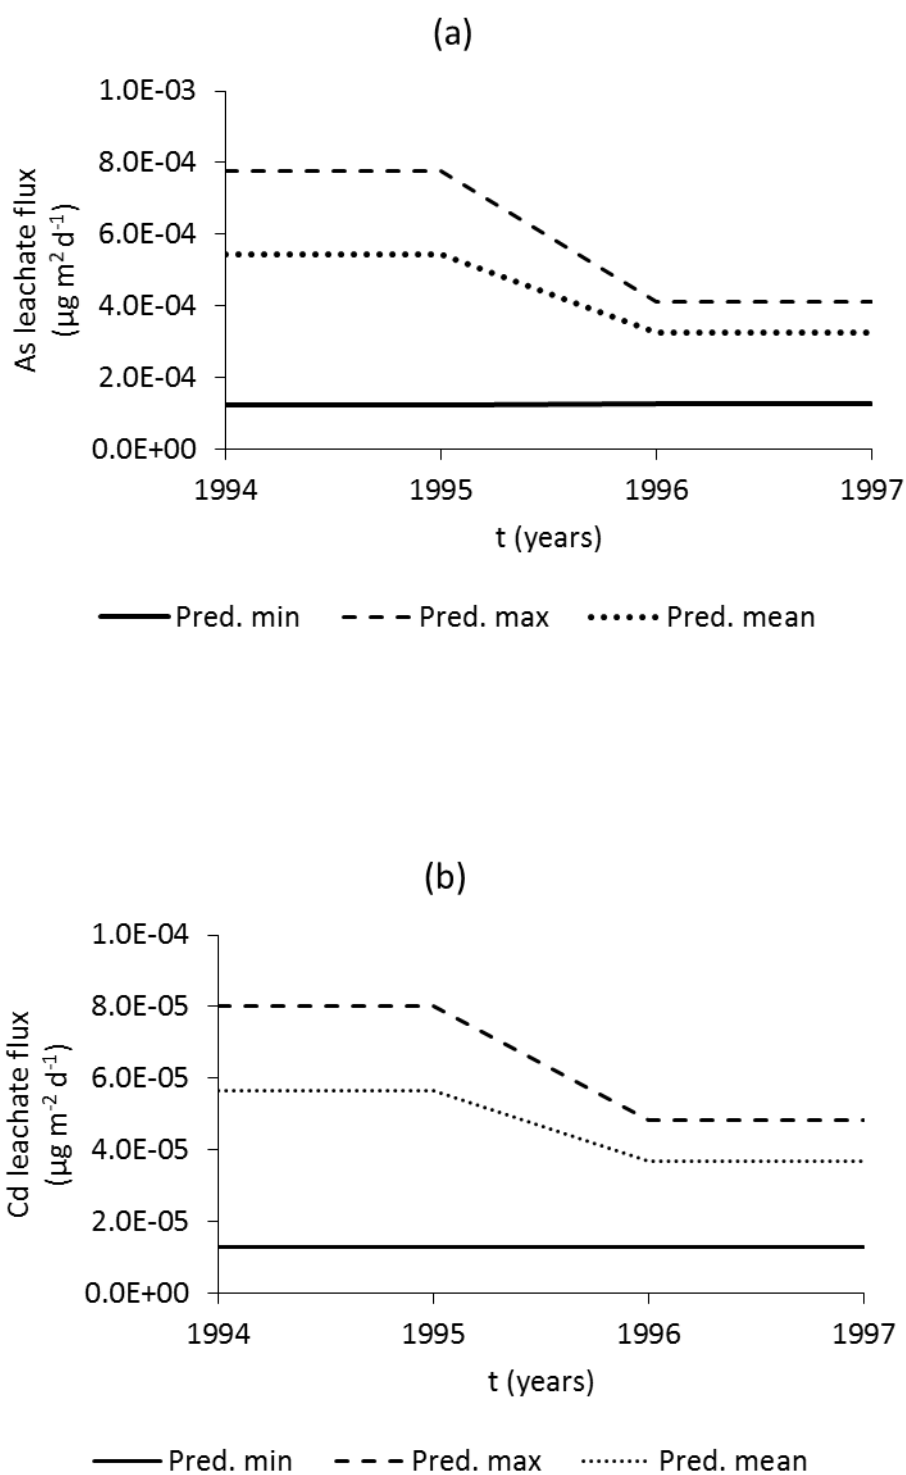 (a)
1.0E-03
8.0E-04
6.0E-04
4.0E-04
2.0E-04
0.0E+00
As leachate flux
(µg m² d⁻¹)
1994 1995 1996 1997
t (years)
Pred. min Pred. max Pred. mean
(b)
1.0E-04
8.0E-05
6.0E-05
4.0E-05
2.0E-05
0.0E+00
Cd leachate flux
(µg m⁻² d⁻¹)
1994 1995 1996 1997
t (years)
Pred. min Pred. max Pred. mean